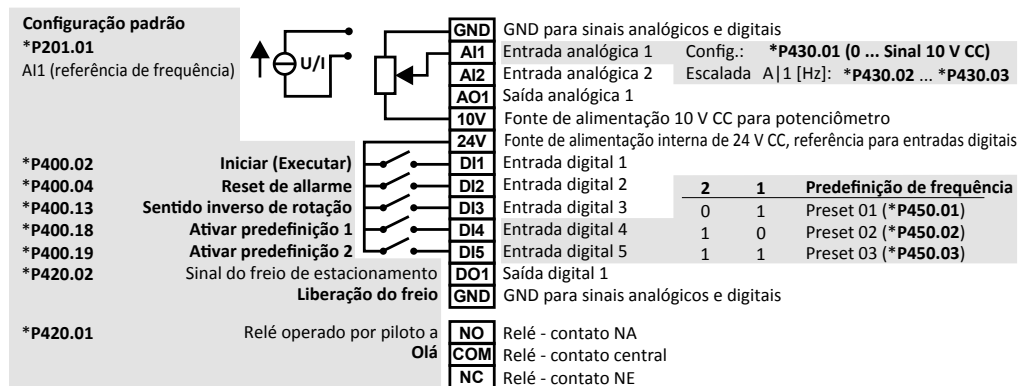 Configuração padrão
*P201.01
AI1 (referência de frequência)
U/I
GND GND para sinais analógicos e digitais
AI1 Entrada analógica 1 Config.: *P430.01 (0 ... Sinal 10 V CC)
AI2 Entrada analógica 2 Escalada A|1 [Hz]: *P430.02 ... *P430.03
AO1 Saída analógica 1
10V Fonte de alimentação 10 V CC para potenciômetro
24V Fonte de alimentação interna de 24 V CC, referência para entradas digitais
*P400.02 Iniciar (Executar) DI1 Entrada digital 1
*P400.04 Reset de allarme DI2 Entrada digital 2 2 1 Predefinição de frequência
*P400.13 Sentido inverso de rotação DI3 Entrada digital 3 0 1 Preset 01 (*P450.01)
*P400.18 Ativar predefinição 1 DI4 Entrada digital 4 1 0 Preset 02 (*P450.02)
*P400.19 Ativar predefinição 2 DI5 Entrada digital 5 1 1 Preset 03 (*P450.03)
*P420.02 Sinal do freio de estacionamento DO1 Saída digital 1
Liberação do freio GND GND para sinais analógicos e digitais
*P420.01 Relé operado por piloto a NO Relé - contato NA
Olá COM Relé - contato central
NC Relé - contato NE